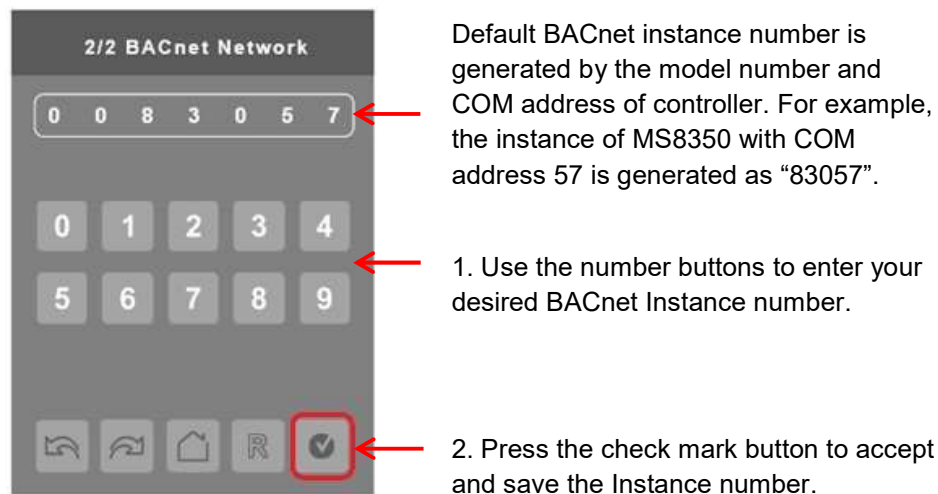 2/2 BACnet Network
0 0 8 3 0 5 7
0 1 2 3 4
5 6 7 8 9
R
Default BACnet instance number is
generated by the model number and
COM address of controller. For example,
the instance of MS8350 with COM
address 57 is generated as “83057”.
1. Use the number buttons to enter your
desired BACnet Instance number.
2. Press the check mark button to accept
and save the Instance number.